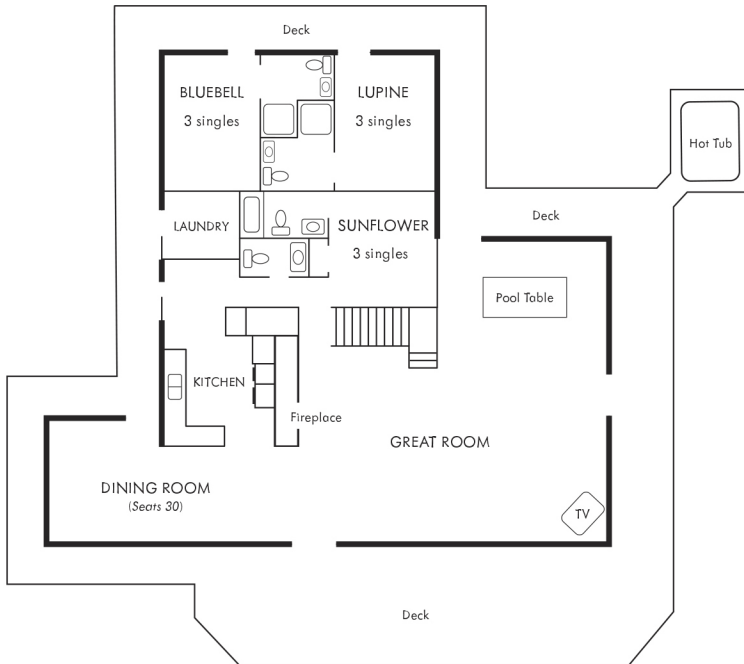 Deck
BLUEBELL
3 singles
LUPINE
3 singles
Hot Tub
LAUNDRY
SUNFLOWER
3 singles
Deck
Pool Table
KITCHEN
Fireplace
GREAT ROOM
DINING ROOM
(Seats 30)
TV
Deck